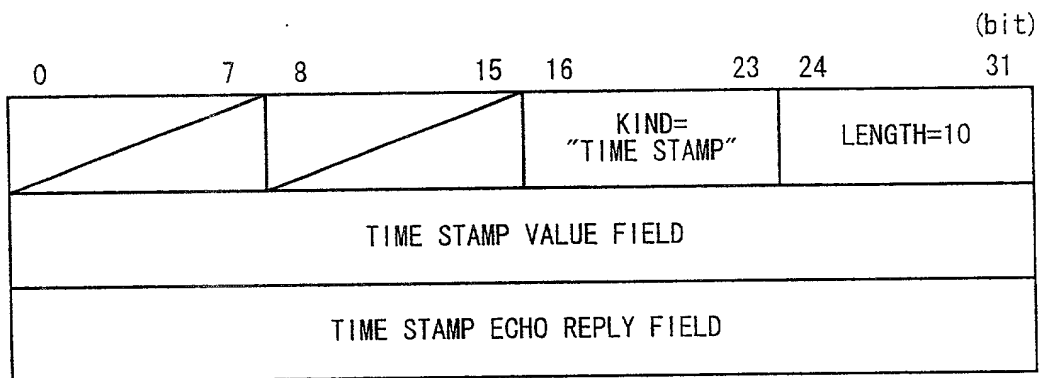 (bit)
0 7 8 15 16 23 24 31
KIND=
"TIME STAMP"
LENGTH=10
TIME STAMP VALUE FIELD
TIME STAMP ECHO REPLY FIELD